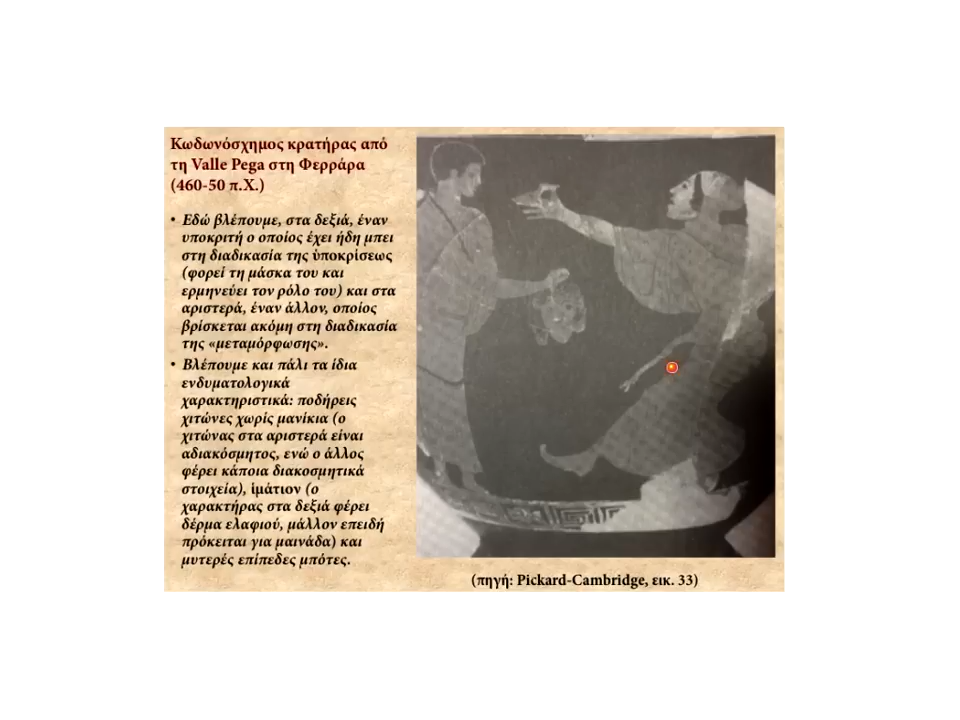 Κωδωνόσχημος κρατήρας από
τη Valle Pega στη Φερράρα
(460-50 π.Χ.)
• Εδώ βλέπουμε, στα δεξιά, έναν
υποκριτή ο οποίος έχει ήδη μπει
στη διαδικασία της ὑποκρίσεως
(φορεί τη μάσκα του και
ερμηνεύει τον ρόλο του) και στα
αριστερά, έναν άλλον, οποίος
βρίσκεται ακόμη στη διαδικασία
της «μεταμόρφωσης».
• Βλέπουμε και πάλι τα ίδια
ενδυματολογικά
χαρακτηριστικά: ποδήρεις
χιτώνες χωρίς μανίκια (ο
χιτώνας στα αριστερά είναι
αδιακόσμητος, ενώ ο άλλος
φέρει κάποια διακοσμητικά
στοιχεία), ἱμάτιον (ο
χαρακτήρας στα δεξιά φέρει
δέρμα ελαφιού, μάλλον επειδή
πρόκειται για μαινάδα) και
μυτερές επίπεδες μπότες.
(πηγή: Pickard-Cambridge, εικ. 33)